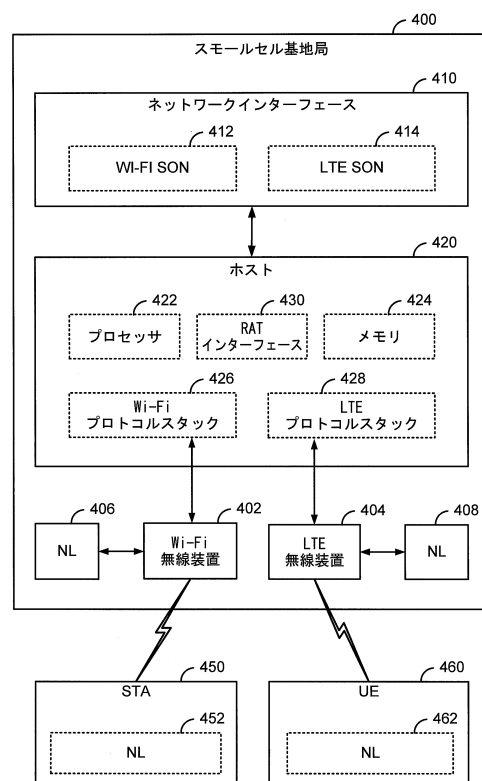 400
スモールセル基地局
410
ネットワークインターフェース
412
414
WI-FI SON
LTE SON
420
ホスト
422
430
424
プロセッサ
RAT
インターフェース
メモリ
426
428
Wi-Fi
プロトコルスタック
LTE
プロトコルスタック
406
402
404
408
NL
Wi-Fi
無線装置
LTE
無線装置
NL
450
460
STA
UE
452
462
NL
NL